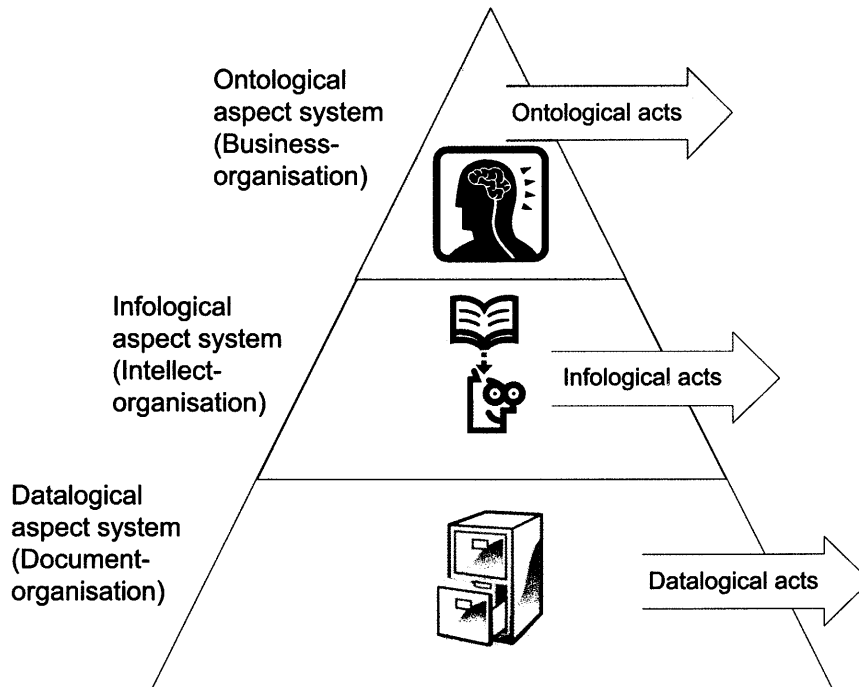 Ontological
aspect system
(Business-
organisation)
Ontological acts
Infological
aspect system
(Intellect-
organisation)
Infological acts
Datalogical
aspect system
(Document-
organisation)
Datalogical acts